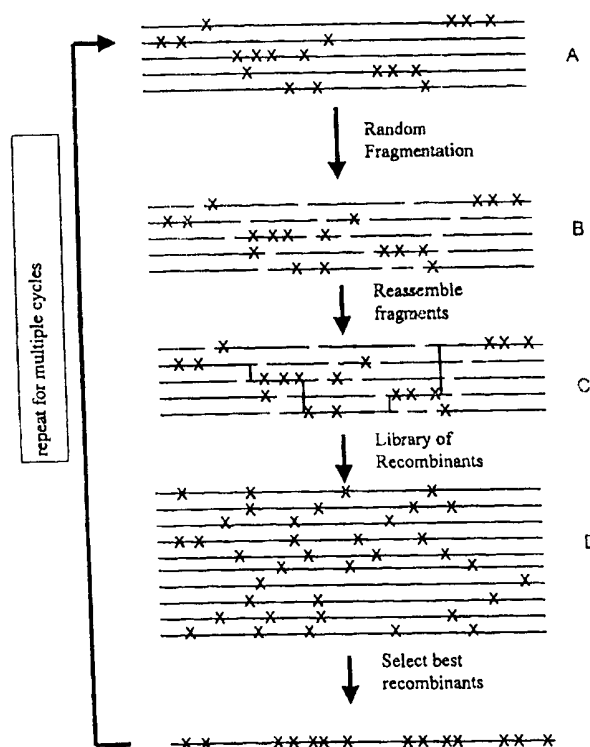 A
Random
Fragmentation
B
Reassemble
fragments
C
Library of
Recombinants
D
Select best
recombinants
repeat for multiple cycles